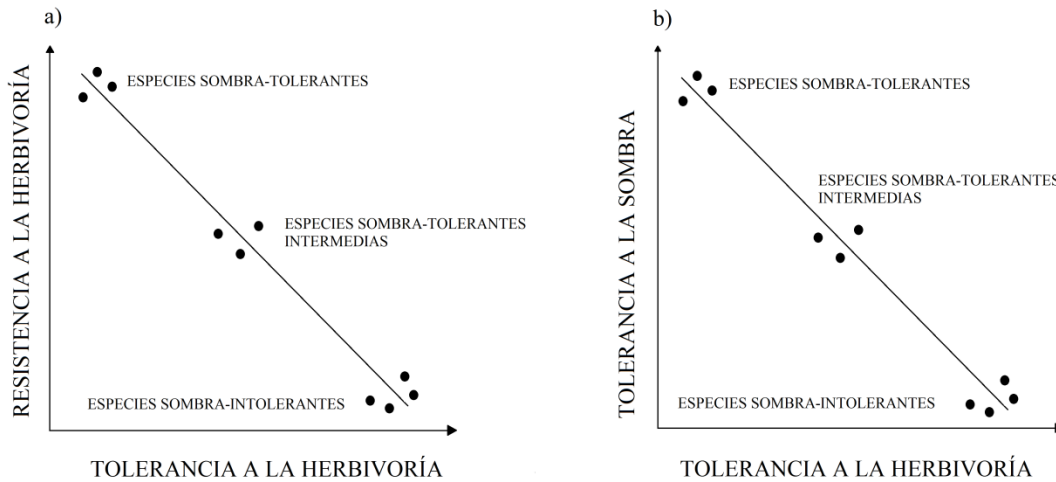 a)
RESISTENCIA A LA HERBIVORÍA
ESPECIES SOMBRA-TOLERANTES
ESPECIES SOMBRA-TOLERANTES
INTERMEDIAS
ESPECIES SOMBRA-INTOLERANTES
TOLERANCIA A LA HERBIVORÍA
b)
TOLERANCIA A LA SOMBRA
ESPECIES SOMBRA-TOLERANTES
ESPECIES SOMBRA-TOLERANTES
INTERMEDIAS
ESPECIES SOMBRA-INTOLERANTES
TOLERANCIA A LA HERBIVORÍA